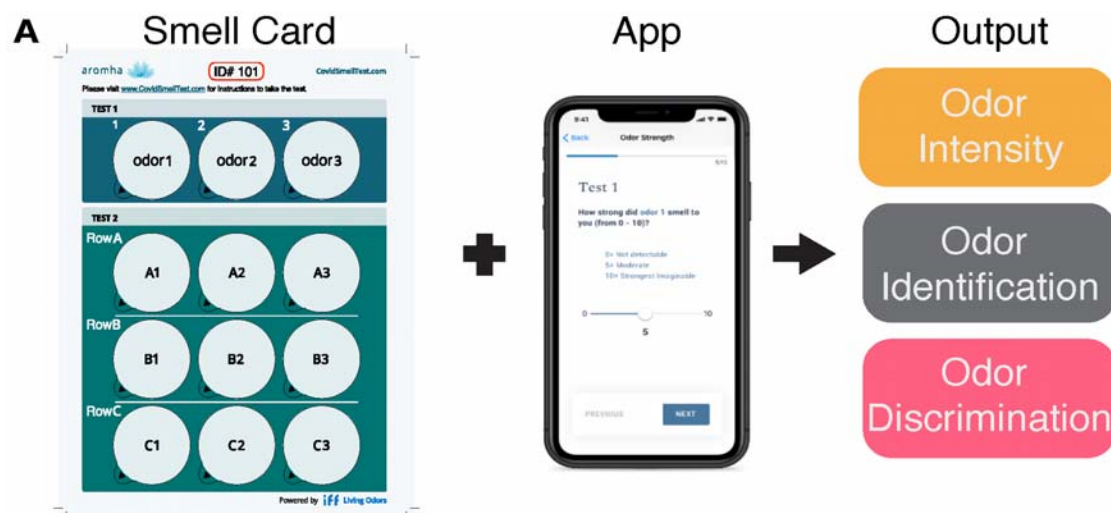 A
Smell Card
App
Output
aromha
ID# 101
CovidSmellTest.com
Please visit www.CovidSmellTest.com for instructions to take the test.
TEST 1
1 2 3
odor1 odor2 odor3
TEST 2
RowA
A1 A2 A3
RowB
B1 B2 B3
RowC
C1 C2 C3
Powered by iff Living Odors
9:41
Back Odor Strength
Test 1
How strong did odor 1 smell to
you (from 0 - 10)?
0= Not detectable
5= Moderate
10= Strongest Imaginable
0 10
5
PREVIOUS NEXT
Odor
Intensity
Odor
Identification
Odor
Discrimination